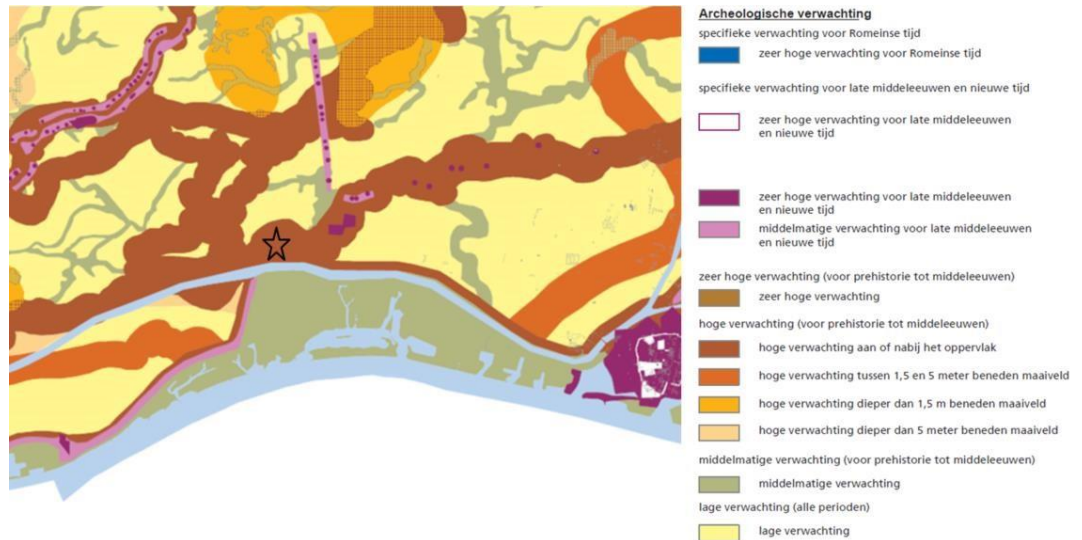 Archeologische verwachting
specifieke verwachting voor Romeinse tijd
zeer hoge verwachting voor Romeinse tijd
specifieke verwachting voor late middeleeuwen en nieuwe tijd
zeer hoge verwachting voor late middeleeuwen
en nieuwe tijd
zeer hoge verwachting voor late middeleeuwen
en nieuwe tijd
middelmatige verwachting voor late middeleeuwen
en nieuwe tijd
zeer hoge verwachting (voor prehistorie tot middeleeuwen)
zeer hoge verwachting
hoge verwachting (voor prehistorie tot middeleeuwen)
hoge verwachting aan of nabij het oppervlak
hoge verwachting tussen 1,5 en 5 meter beneden maaiveld
hoge verwachting dieper dan 1,5 m beneden maaiveld
hoge verwachting dieper dan 5 meter beneden maaiveld
middelmatige verwachting (voor prehistorie tot middeleeuwen)
middelmatige verwachting
lage verwachting (alle perioden)
lage verwachting